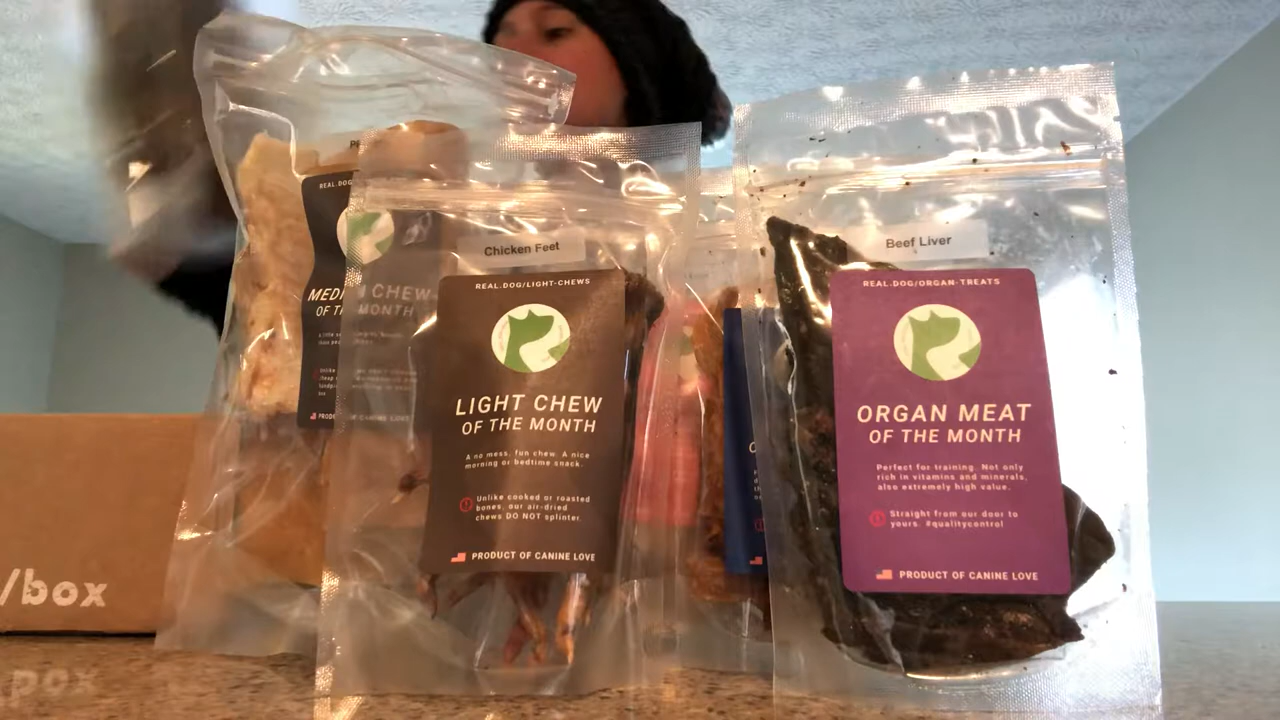 /box
REAL.DOG
MEDI
OF T
CHEW
MONTH
Chicken Feet
REAL.DOG/LIGHT-CHEWS
LIGHT CHEW
OF THE MONTH
A no mess, fun chew. A nice
morning or bedtime snack.
Unlike cooked or roasted
bones, our air-dried
chews DO NOT splinter.
PRODUCT OF CANINE LOVE
Beef Liver
REAL.DOG/ORGAN-TREATS
ORGAN MEAT
OF THE MONTH
Perfect for training. Not only
rich in vitamins and minerals,
also extremely high value.
Straight from our door to
yours. #qualitycontrol
PRODUCT OF CANINE LOVE